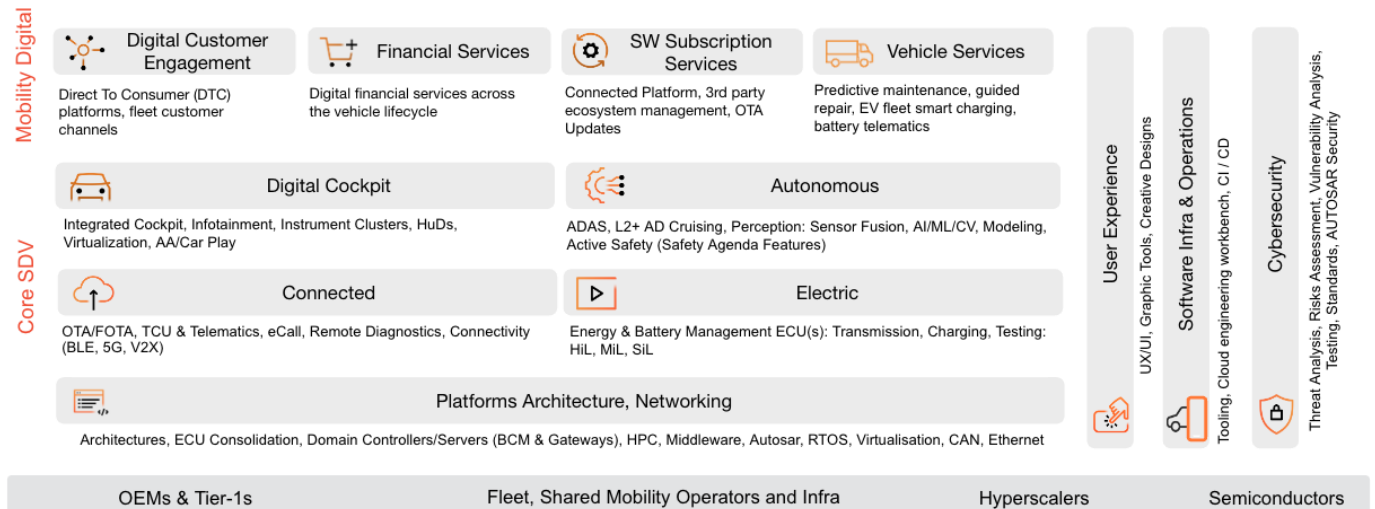 Mobility Digital
Digital Customer
Engagement
Direct To Consumer (DTC)
platforms, fleet customer
channels
Financial Services
Digital financial services across
the vehicle lifecycle
SW Subscription
Services
Connected Platform, 3rd party
ecosystem management, OTA
Updates
Vehicle Services
Predictive maintenance, guided
repair, EV fleet smart charging,
battery telematics
Core SDV
Digital Cockpit
Integrated Cockpit, Infotainment, Instrument Clusters, HuDs,
Virtualization, AA/Car Play
Autonomous
ADAS, L2+ AD Cruising, Perception: Sensor Fusion, AI/ML/CV, Modeling,
Active Safety (Safety Agenda Features)
Connected
OTA/FOTA, TCU & Telematics, eCall, Remote Diagnostics, Connectivity
(BLE, 5G, V2X)
Electric
Energy & Battery Management ECU(s): Transmission, Charging, Testing:
HiL, MiL, SiL
Platforms Architecture, Networking
Architectures, ECU Consolidation, Domain Controllers/Servers (BCM & Gateways), HPC, Middleware, Autosar, RTOS, Virtualisation, CAN, Ethernet
User Experience
UX/UI, Graphic Tools, Creative Designs
Software Infra & Operations
Tooling, Cloud engineering workbench, CI / CD
Cybersecurity
Threat Analysis, Risks Assessment, Vulnerability Analysis,
Testing, Standards, AUTOSAR Security
OEMs & Tier-1s
Fleet, Shared Mobility Operators and Infra
Hyperscalers
Semiconductors